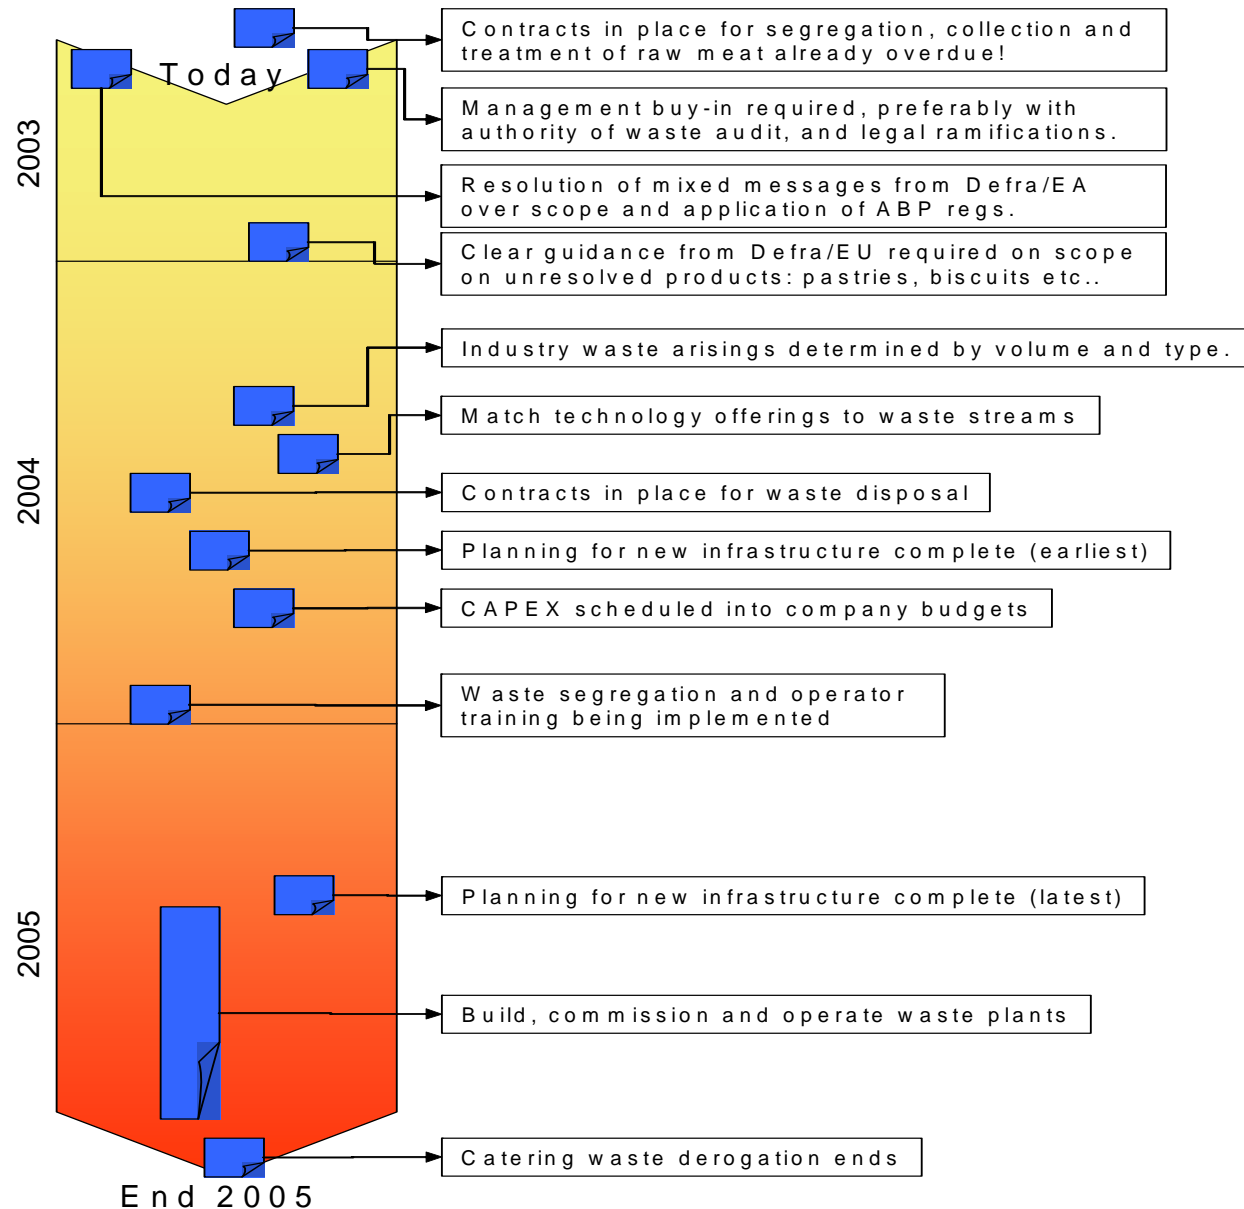 Contracts in place for segregation, collection and
treatment of raw meat already overdue!
Today
Management buy-in required, preferably with
authority of waste audit, and legal ramifications.
2003
Resolution of mixed messages from Defra/EA
over scope and application of ABP regs.
Clear guidance from Defra/EU required on scope
on unresolved products: pastries, biscuits etc..
Industry waste arisings determined by volume and type.
Match technology offerings to waste streams
2004
Contracts in place for waste disposal
Planning for new infrastructure complete (earliest)
CAPEX scheduled into company budgets
Waste segregation and operator
training being implemented
Planning for new infrastructure complete (latest)
2005
Build, commission and operate waste plants
Catering waste derogation ends
End 2005